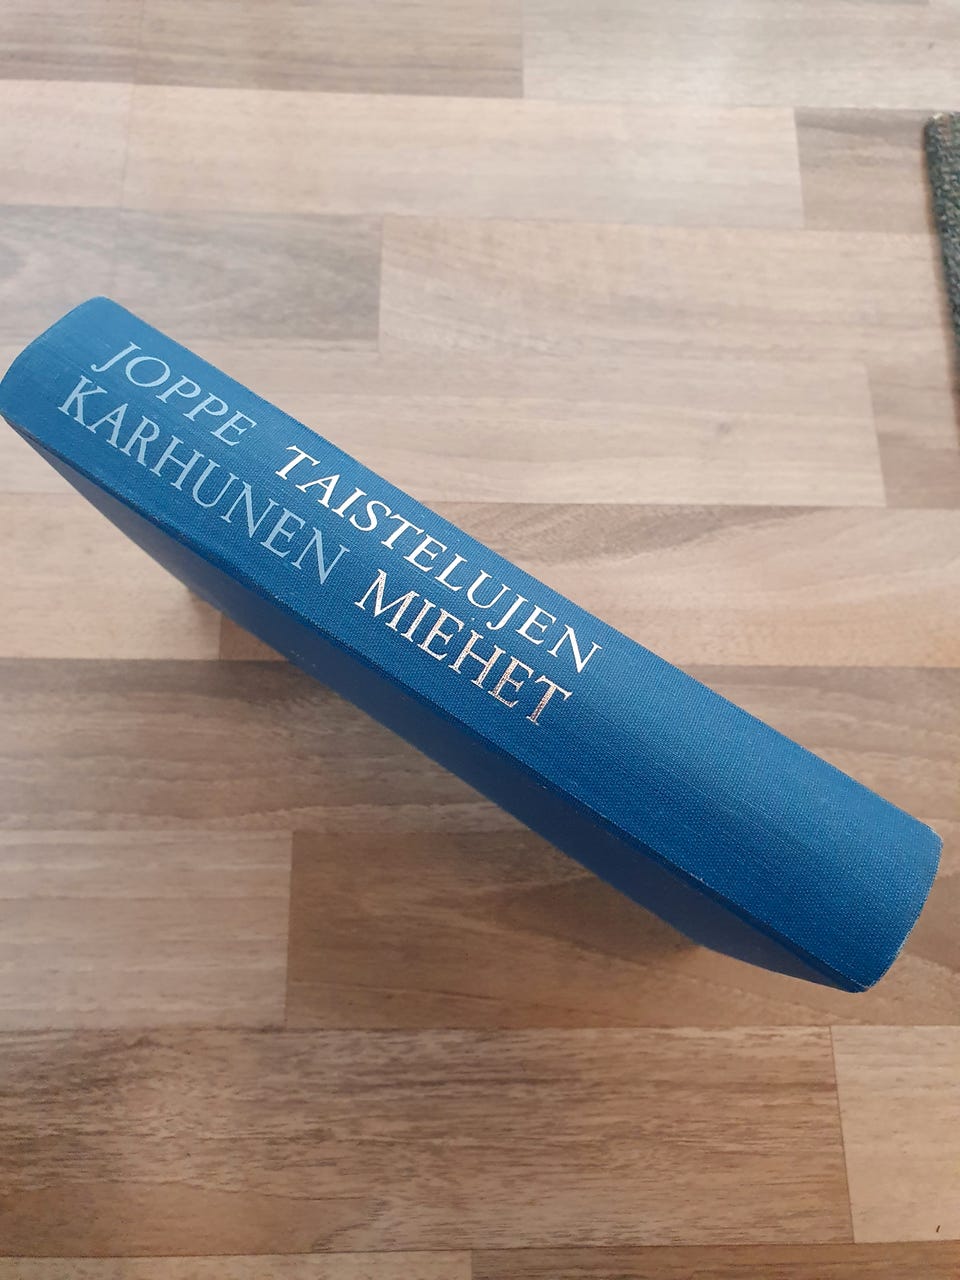 JOPPE
KARHUNEN
TAISTELUJEN
MIEHET